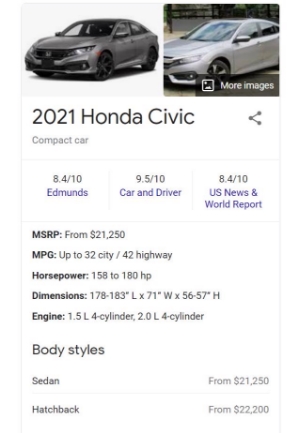 More images
2021 Honda Civic
Compact car
8.4/10
Edmunds
9.5/10
Car and Driver
8.4/10
US News &
World Report
MSRP: From $21,250
MPG: Up to 32 city / 42 highway
Horsepower: 158 to 180 hp
Dimensions: 178-183" L x 71" W x 56-57" H
Engine: 1.5 L 4-cylinder, 2.0 L 4-cylinder
Body styles
Sedan From $21,250
Hatchback From $22,200